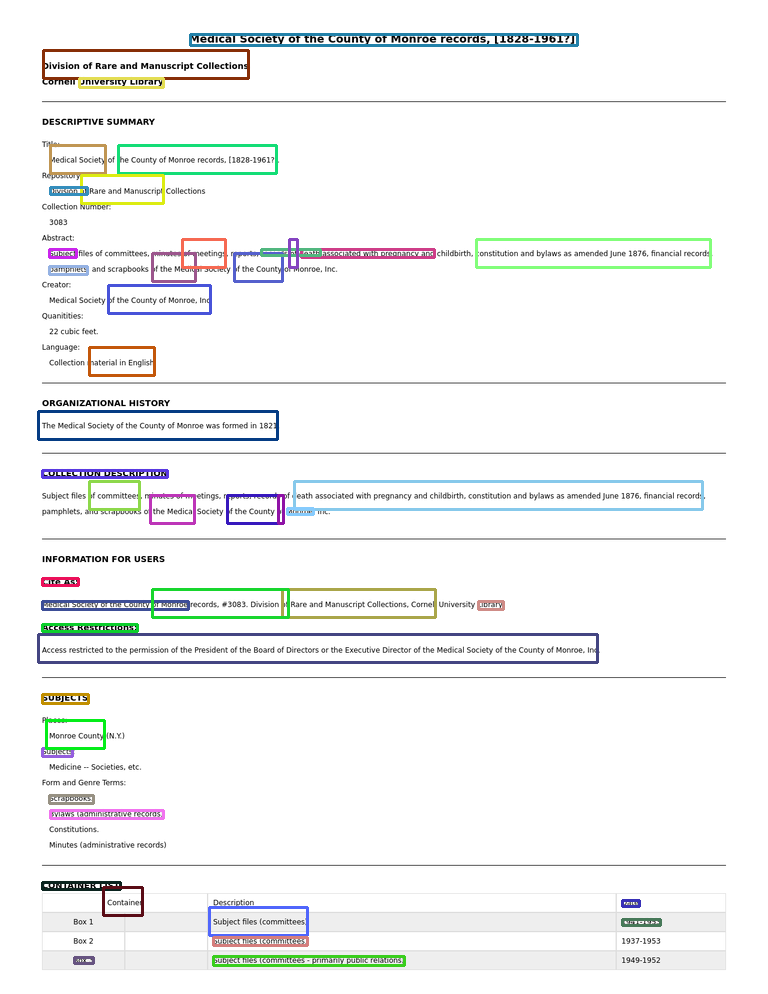 Medical Society of the County of Monroe records, [1828-1961?]
Division of Rare and Manuscript Collections
Cornell University Library
DESCRIPTIVE SUMMARY
Title:
Medical Society of the County of Monroe records, [1828-1961?].
Repository:
Division of Rare and Manuscript Collections
Collection Number:
3083
Abstract:
Subject files of committees, minutes of meetings, reports, records of death associated with pregnancy and childbirth, constitution and bylaws as amended June 1876, financial records,
pamphlets, and scrapbooks of the Medical Society of the County of Monroe, Inc.
Creator:
Medical Society of the County of Monroe, Inc.
Quanitities:
22 cubic feet.
Language:
Collection material in English
ORGANIZATIONAL HISTORY
The Medical Society of the County of Monroe was formed in 1821.
COLLECTION DESCRIPTION
Subject files of committees, minutes of meetings, reports, records of death associated with pregnancy and childbirth, constitution and bylaws as amended June 1876, financial records,
pamphlets, and scrapbooks of the Medical Society of the County of Monroe, Inc.
INFORMATION FOR USERS
Cite As:
Medical Society of the County of Monroe records, #3083. Division of Rare and Manuscript Collections, Cornell University Library.
Access Restrictions:
Access restricted to the permission of the President of the Board of Directors or the Executive Director of the Medical Society of the County of Monroe, Inc.
SUBJECTS
Places:
Monroe County (N.Y.)
Subjects:
Medicine -- Societies, etc.
Form and Genre Terms:
Scrapbooks.
Bylaws (administrative records)
Constitutions.
Minutes (administrative records)
CONTAINER LIST
Container Description Date
Box 1 Subject files (committees) 1941-1953
Box 2 Subject files (committees) 1937-1953
Box 3 Subject files (committees - primarily public relations) 1949-1952